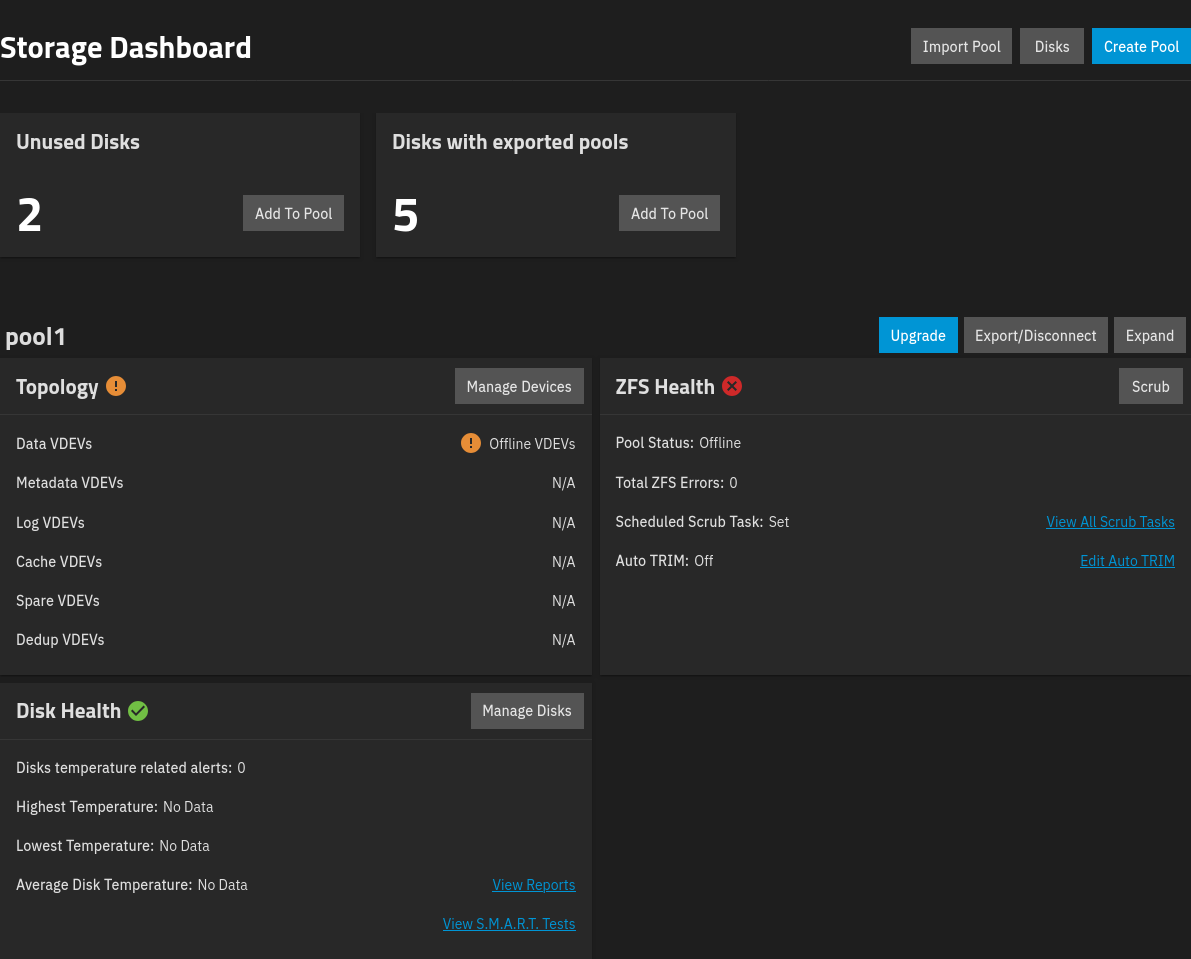 Storage Dashboard
Import Pool Disks Create Pool
Unused Disks
2
Add To Pool
Disks with exported pools
5
Add To Pool
pool1
Upgrade Export/Disconnect Expand
Topology
Manage Devices
Data VDEVs Offline VDEVs
Metadata VDEVs N/A
Log VDEVs N/A
Cache VDEVs N/A
Spare VDEVs N/A
Dedup VDEVs N/A
ZFS Health
Scrub
Pool Status: Offline
Total ZFS Errors: 0
Scheduled Scrub Task: Set View All Scrub Tasks
Auto TRIM: Off Edit Auto TRIM
Disk Health
Manage Disks
Disks temperature related alerts: 0
Highest Temperature: No Data
Lowest Temperature: No Data
Average Disk Temperature: No Data View Reports
View S.M.A.R.T. Tests